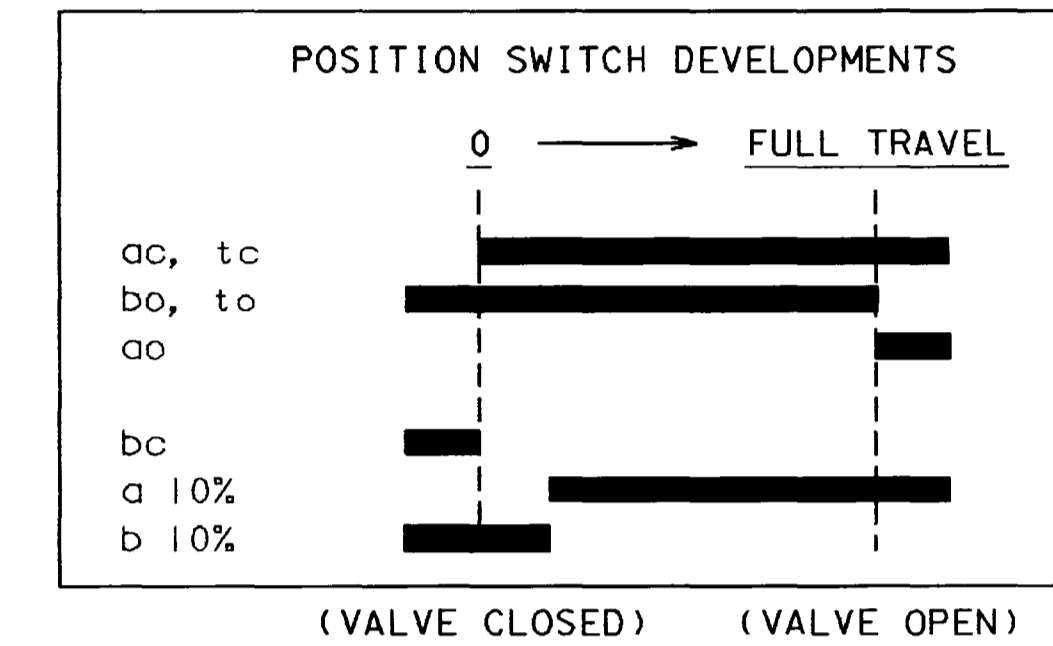 POSITION SWITCH DEVELOPMENTS
0 FULL TRAVEL
ac, tc
bo, to
ao
bc
a 10%
b 10%
(VALVE CLOSED) (VALVE OPEN)